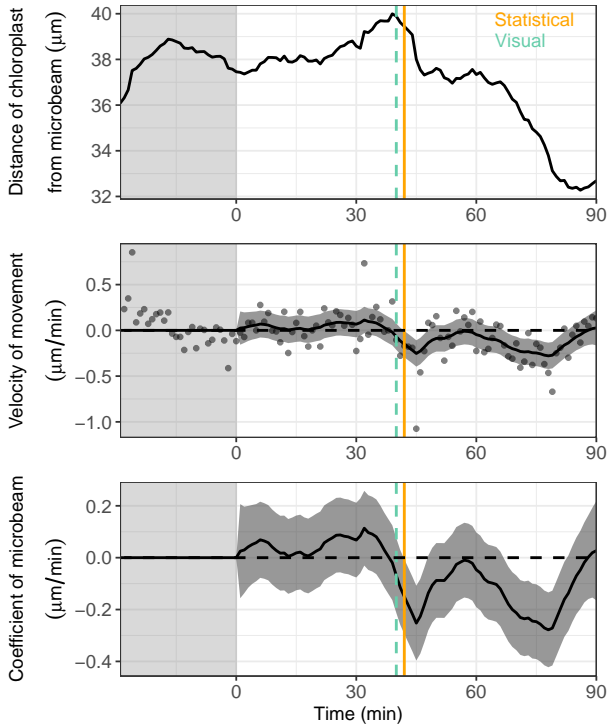 Distance of chloroplast
from microbeam (μm)
40
38
36
34
32
Statistical
Visual
0
30
60
90
Velocity of movement
(μm/min)
0.5
0.0
−0.5
−1.0
0
30
60
90
Coefficient of microbeam
(μm/min)
0.2
0.0
−0.2
−0.4
0
30
60
90
Time (min)